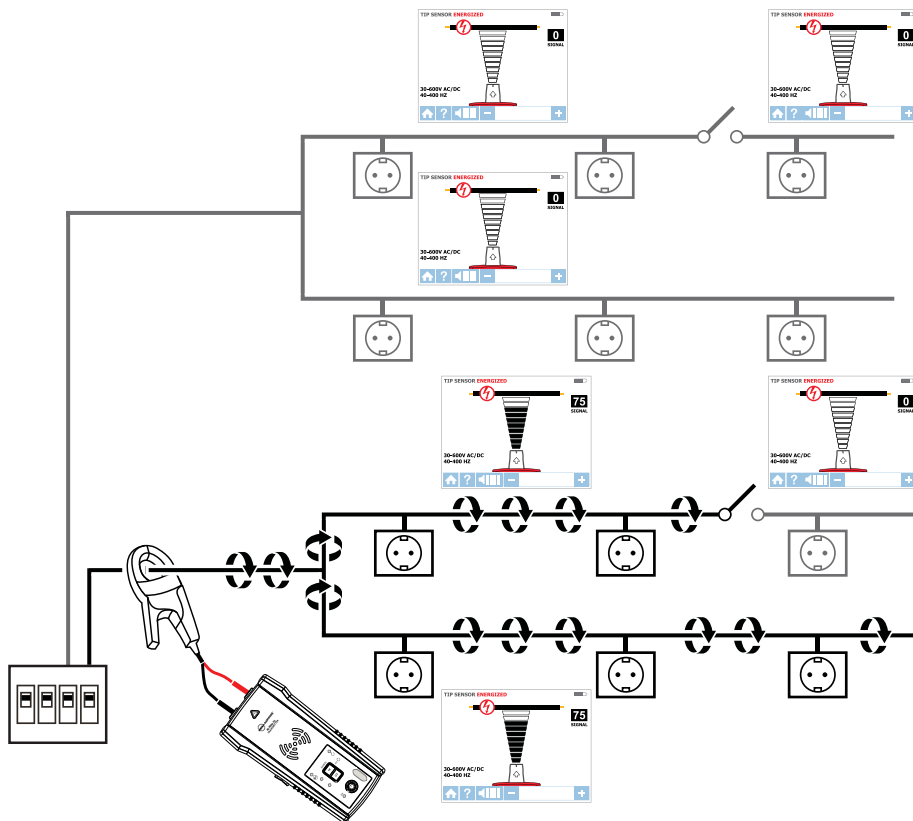 TIP SENSOR ENERGIZED
0
SIGNAL
30-600V AC/DC
40-400 HZ
?
TIP SENSOR ENERGIZED
0
SIGNAL
30-600V AC/DC
40-400 HZ
?
TIP SENSOR ENERGIZED
0
SIGNAL
30-600V AC/DC
40-400 HZ
?
TIP SENSOR ENERGIZED
75
SIGNAL
30-600V AC/DC
40-400 HZ
?
TIP SENSOR ENERGIZED
0
SIGNAL
30-600V AC/DC
40-400 HZ
?
TIP SENSOR ENERGIZED
75
SIGNAL
30-600V AC/DC
40-400 HZ
?